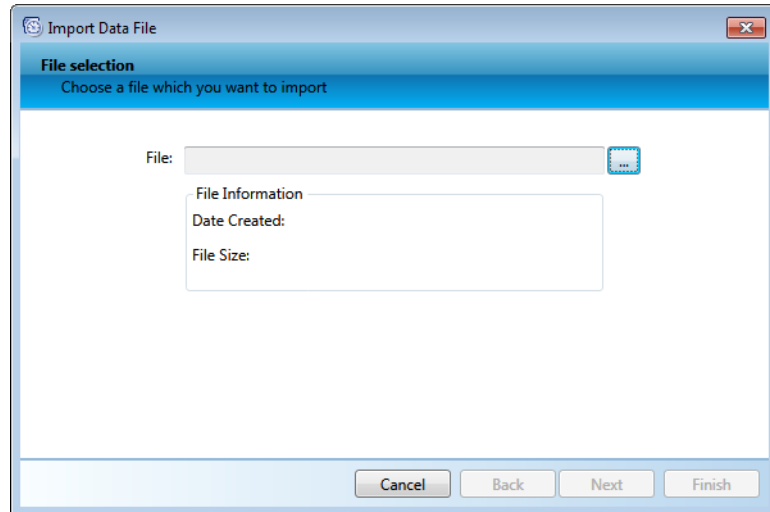 Import Data File
File selection
Choose a file which you want to import
File:
...
File Information
Date Created:
File Size:
Cancel Back Next Finish